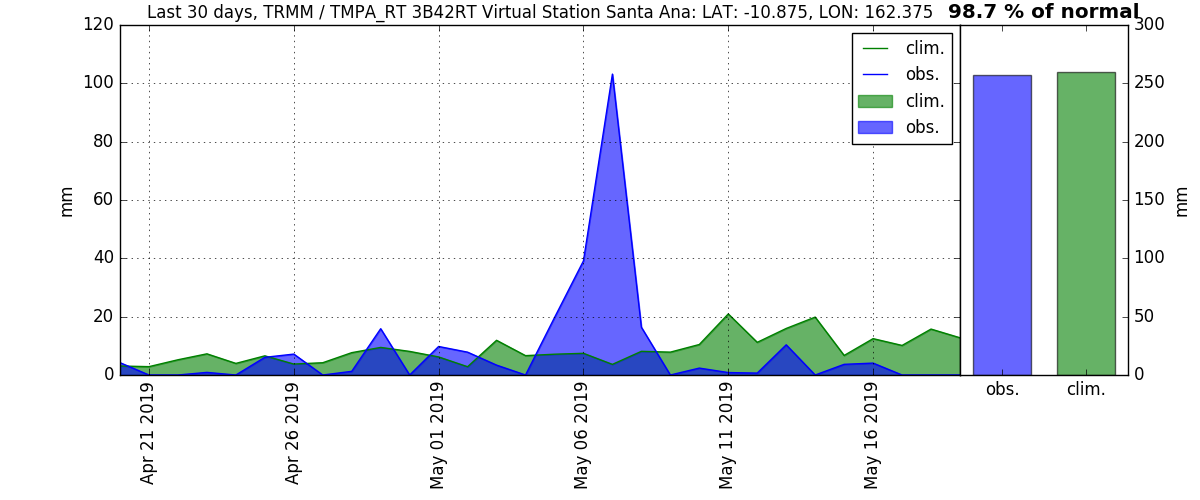 Last 30 days, TRMM / TMPA_RT 3B42RT Virtual Station Santa Ana: LAT: -10.875, LON: 162.375
98.7 % of normal
120
100
80
60
40
20
0
mm
clim.
obs.
clim.
obs.
300
250
200
150
100
50
0
mm
Apr 21 2019
Apr 26 2019
May 01 2019
May 06 2019
May 11 2019
May 16 2019
obs.
clim.